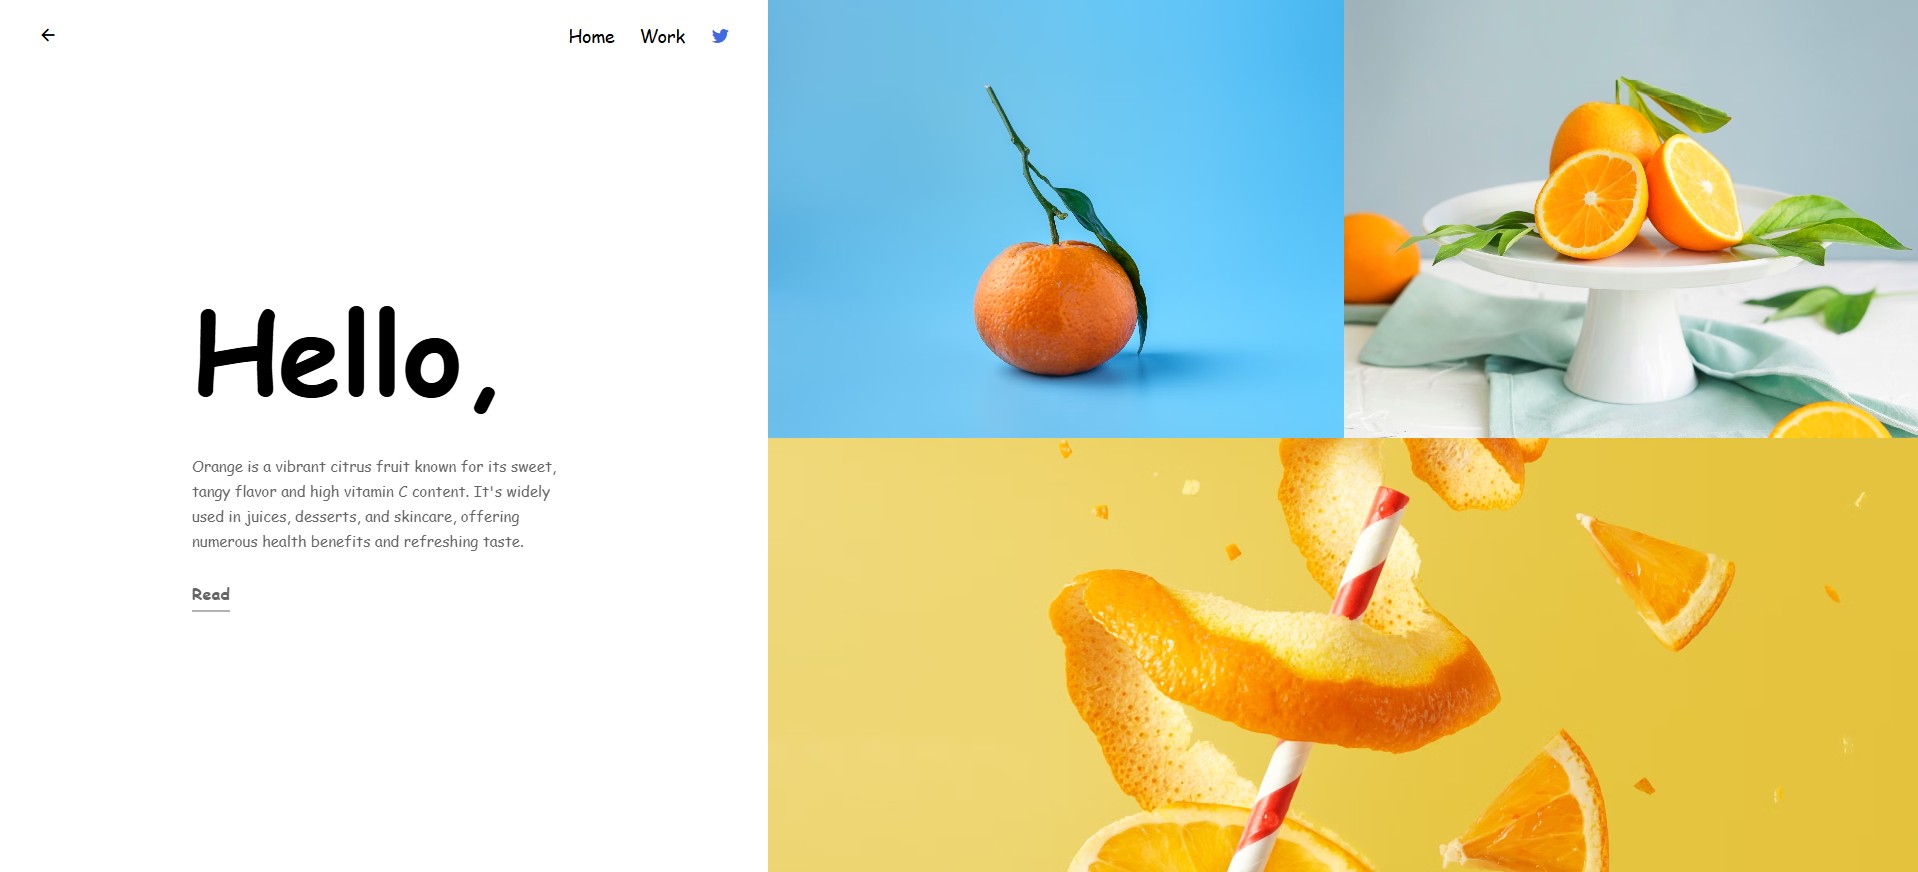 Home Work
Hello,
Orange is a vibrant citrus fruit known for its sweet,
tangy flavor and high vitamin C content. It's widely
used in juices, desserts, and skincare, offering
numerous health benefits and refreshing taste.
Read